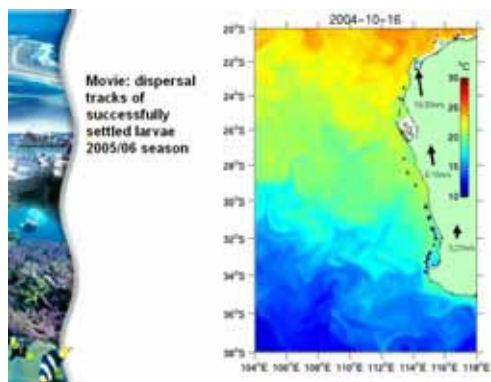 Movie: dispersal
tracks of
successfully
settled larvae
2005/06 season
2004-10-16
20°S
22°S
24°S
26°S
28°S
30°S
32°S
34°S
36°S
38°S
104°E 106°E 108°E 110°E 112°E 114°E 116°E 118°E
°C
30
25
20
15
10